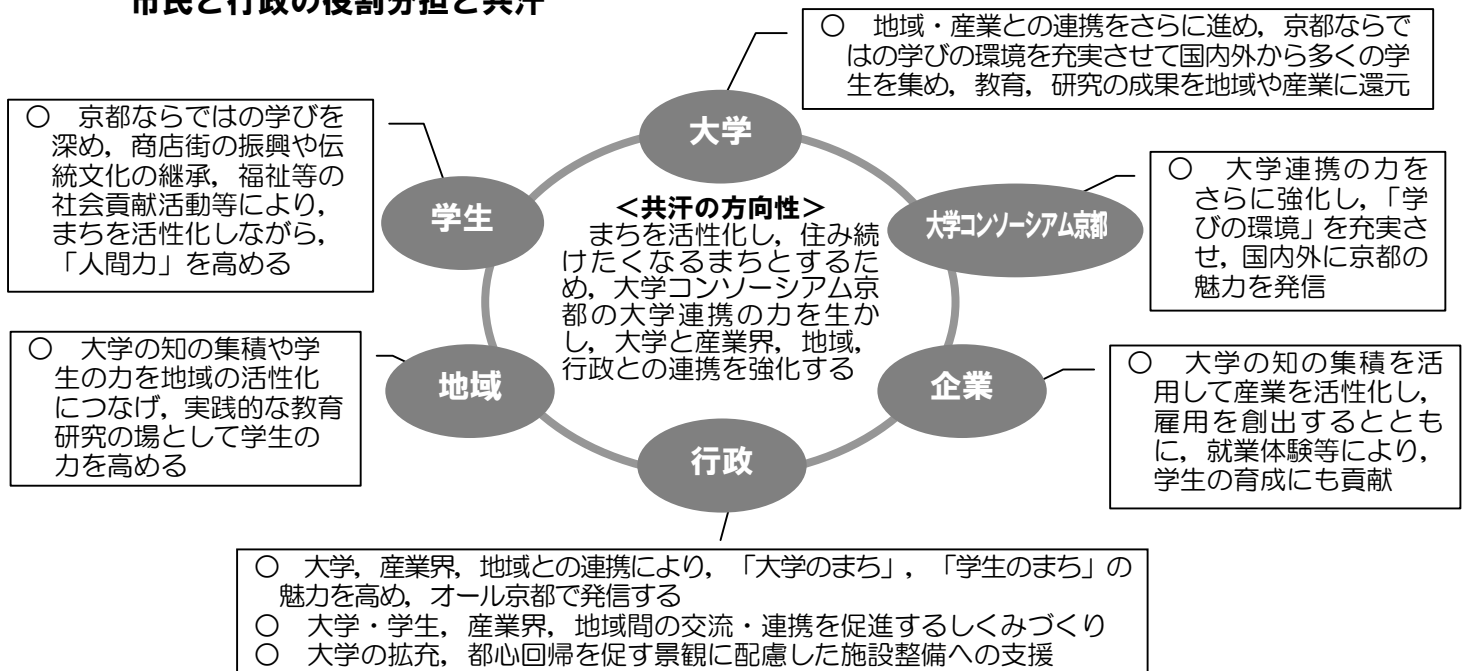 市民と行政の役割分担と共汗
○　地域・産業との連携をさらに進め，京都ならで
はの学びの環境を充実させて国内外から多くの学
生を集め，教育，研究の成果を地域や産業に還元
大学
○　京都ならではの学びを
深め，商店街の振興や伝
統文化の継承，福祉等の
社会貢献活動等により，
まちを活性化しながら，
「人間力」を高める
学生
○　大学連携の力を
さらに強化し，「学
びの環境」を充実さ
せ，国内外に京都の
魅力を発信
大学コンソーシアム京都
＜共汗の方向性＞
まちを活性化し，住み続
けたくなるまちとするた
め，大学コンソーシアム京
都の大学連携の力を生か
し，大学と産業界，地域，
行政との連携を強化する
○　大学の知の集積や学
生の力を地域の活性化
につなげ，実践的な教育
研究の場として学生の
力を高める
地域
企業
○　大学の知の集積を活
用して産業を活性化し，
雇用を創出するととも
に，就業体験等により，
学生の育成にも貢献
行政
○　大学，産業界，地域との連携により，「大学のまち」，「学生のまち」の
魅力を高め，オール京都で発信する
○　大学・学生，産業界，地域間の交流・連携を促進するしくみづくり
○　大学の拡充，都心回帰を促す景観に配慮した施設整備への支援